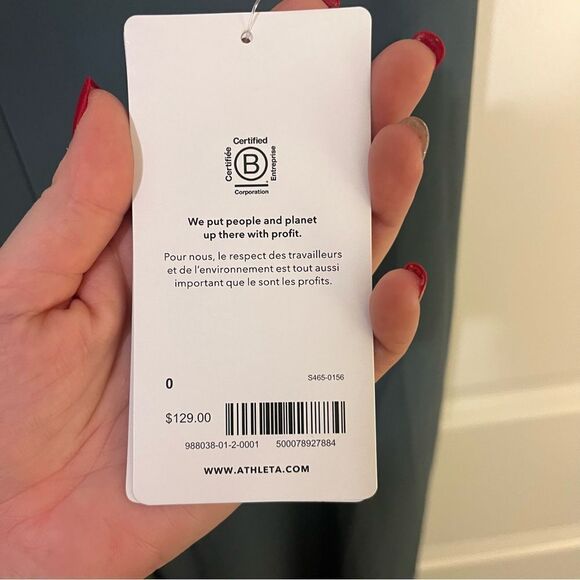 Certified
Certifiée
B
Entreprise
Corporation
We put people and planet
up there with profit.
Pour nous, le respect des travailleurs
et de l'environnement est tout aussi
important que le sont les profits.
0
S465-0156
$129.00
988038-01-2-0001 500078927884
WWW.ATHLETA.COM